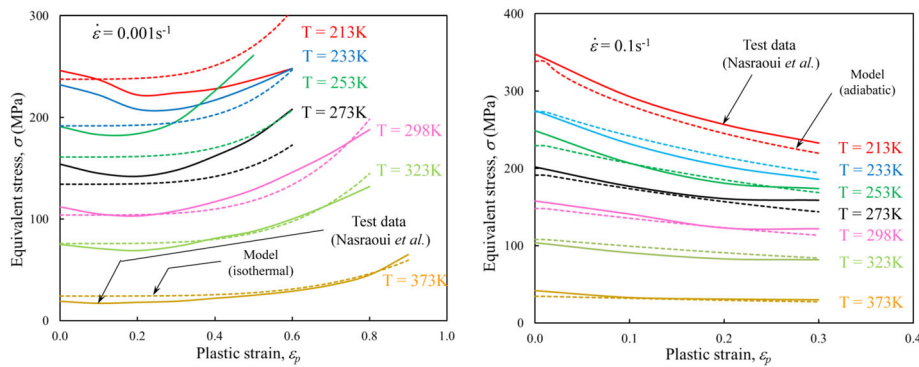 ε̇ = 0.001s⁻¹
T = 213K
T = 233K
T = 253K
T = 273K
T = 298K
T = 323K
Test data
(Nasraoui et al.)
Model
(isothermal)
T = 373K
Equivalent stress, σ (MPa)
300
200
100
0
0.0 0.2 0.4 0.6 0.8 1.0
Plastic strain, εp
ε̇ = 0.1s⁻¹
Test data
(Nasraoui et al.)
Model
(adiabatic)
T = 213K
T = 233K
T = 253K
T = 273K
T = 298K
T = 323K
T = 373K
Equivalent stress, σ (MPa)
400
300
200
100
0
0.0 0.1 0.2 0.3 0.4
Plastic strain, εp